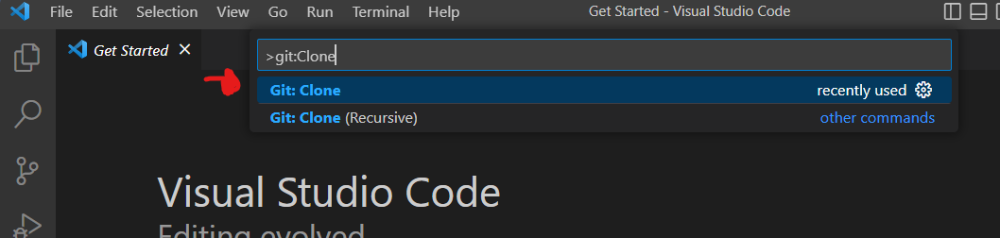 File Edit Selection View Go Run Terminal Help Get Started - Visual Studio Code
Get Started
>git:Clone
Git: Clone recently used
Git: Clone (Recursive) other commands
Visual Studio Code
Editing evolved